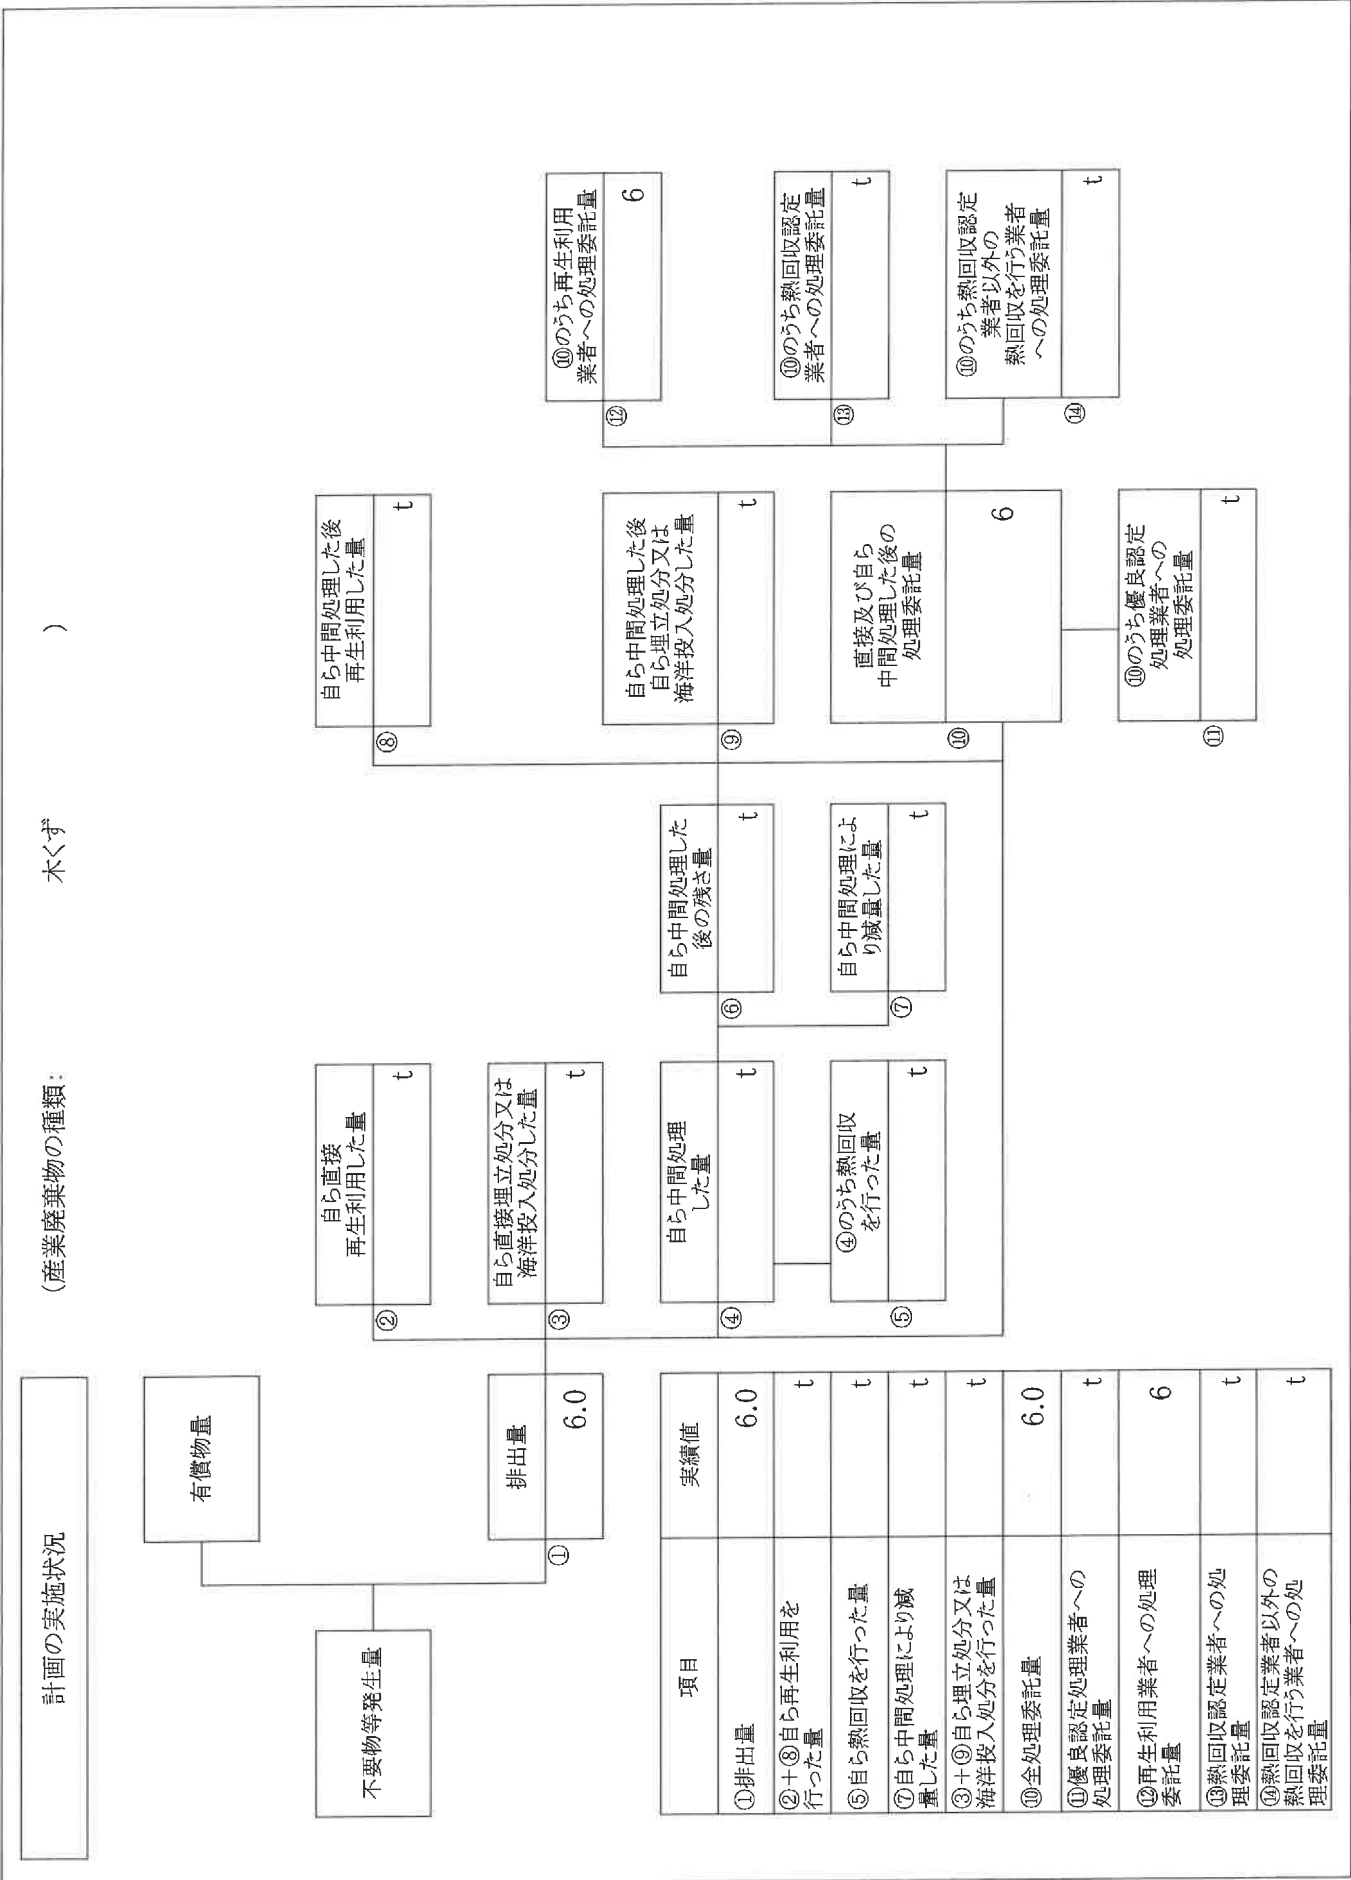 計画の実施状況
(産業廃棄物の種類: 木くず )
不要物等発生量
有償物量
①
排出量
6.0
②
自ら直接
再生利用した量
t
③
自ら直接埋立処分又は
海洋投入処分した量
t
④
自ら中間処理
した量
t
⑤
④のうち熱回収
を行った量
t
⑥
自ら中間処理した
後の残さ量
t
⑦
自ら中間処理によ
り減量した量
t
⑧
自ら中間処理した後
再生利用した量
t
⑨
自ら中間処理した後
自ら埋立処分又は
海洋投入処分した量
t
⑩
直接及び自ら
中間処理した後の
処理委託量
6
⑪
⑩のうち優良認定
処理業者への
処理委託量
t
⑫
⑩のうち再生利用
業者への処理委託量
6
⑬
⑩のうち熱回収認定
業者への処理委託量
t
⑭
⑩のうち熱回収認定
業者以外の
熱回収を行う業者
への処理委託量
t
項目 実績値
①排出量 6.0
②+⑧自ら再生利用を
行った量 t
⑤自ら熱回収を行った量 t
⑦自ら中間処理により減
量した量 t
③+⑨自ら埋立処分又は
海洋投入処分を行った量 t
⑩全処理委託量 6.0
⑪優良認定処理業者への
処理委託量 t
⑫再生利用業者への処理
委託量 6
⑬熱回収認定業者への処
理委託量 t
⑭熱回収認定業者以外の
熱回収を行う業者への処
理委託量 t